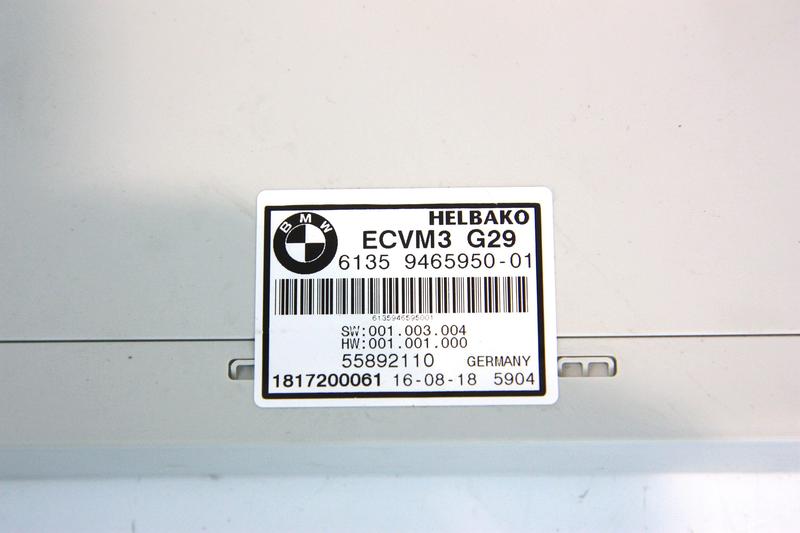 BMW
HELBAKO
ECVM3 G29
6135 9465950-01
6135946595001
SW:001.003.004
HW:001.001.000
55892110 GERMANY
1817200061 16-08-18 5904